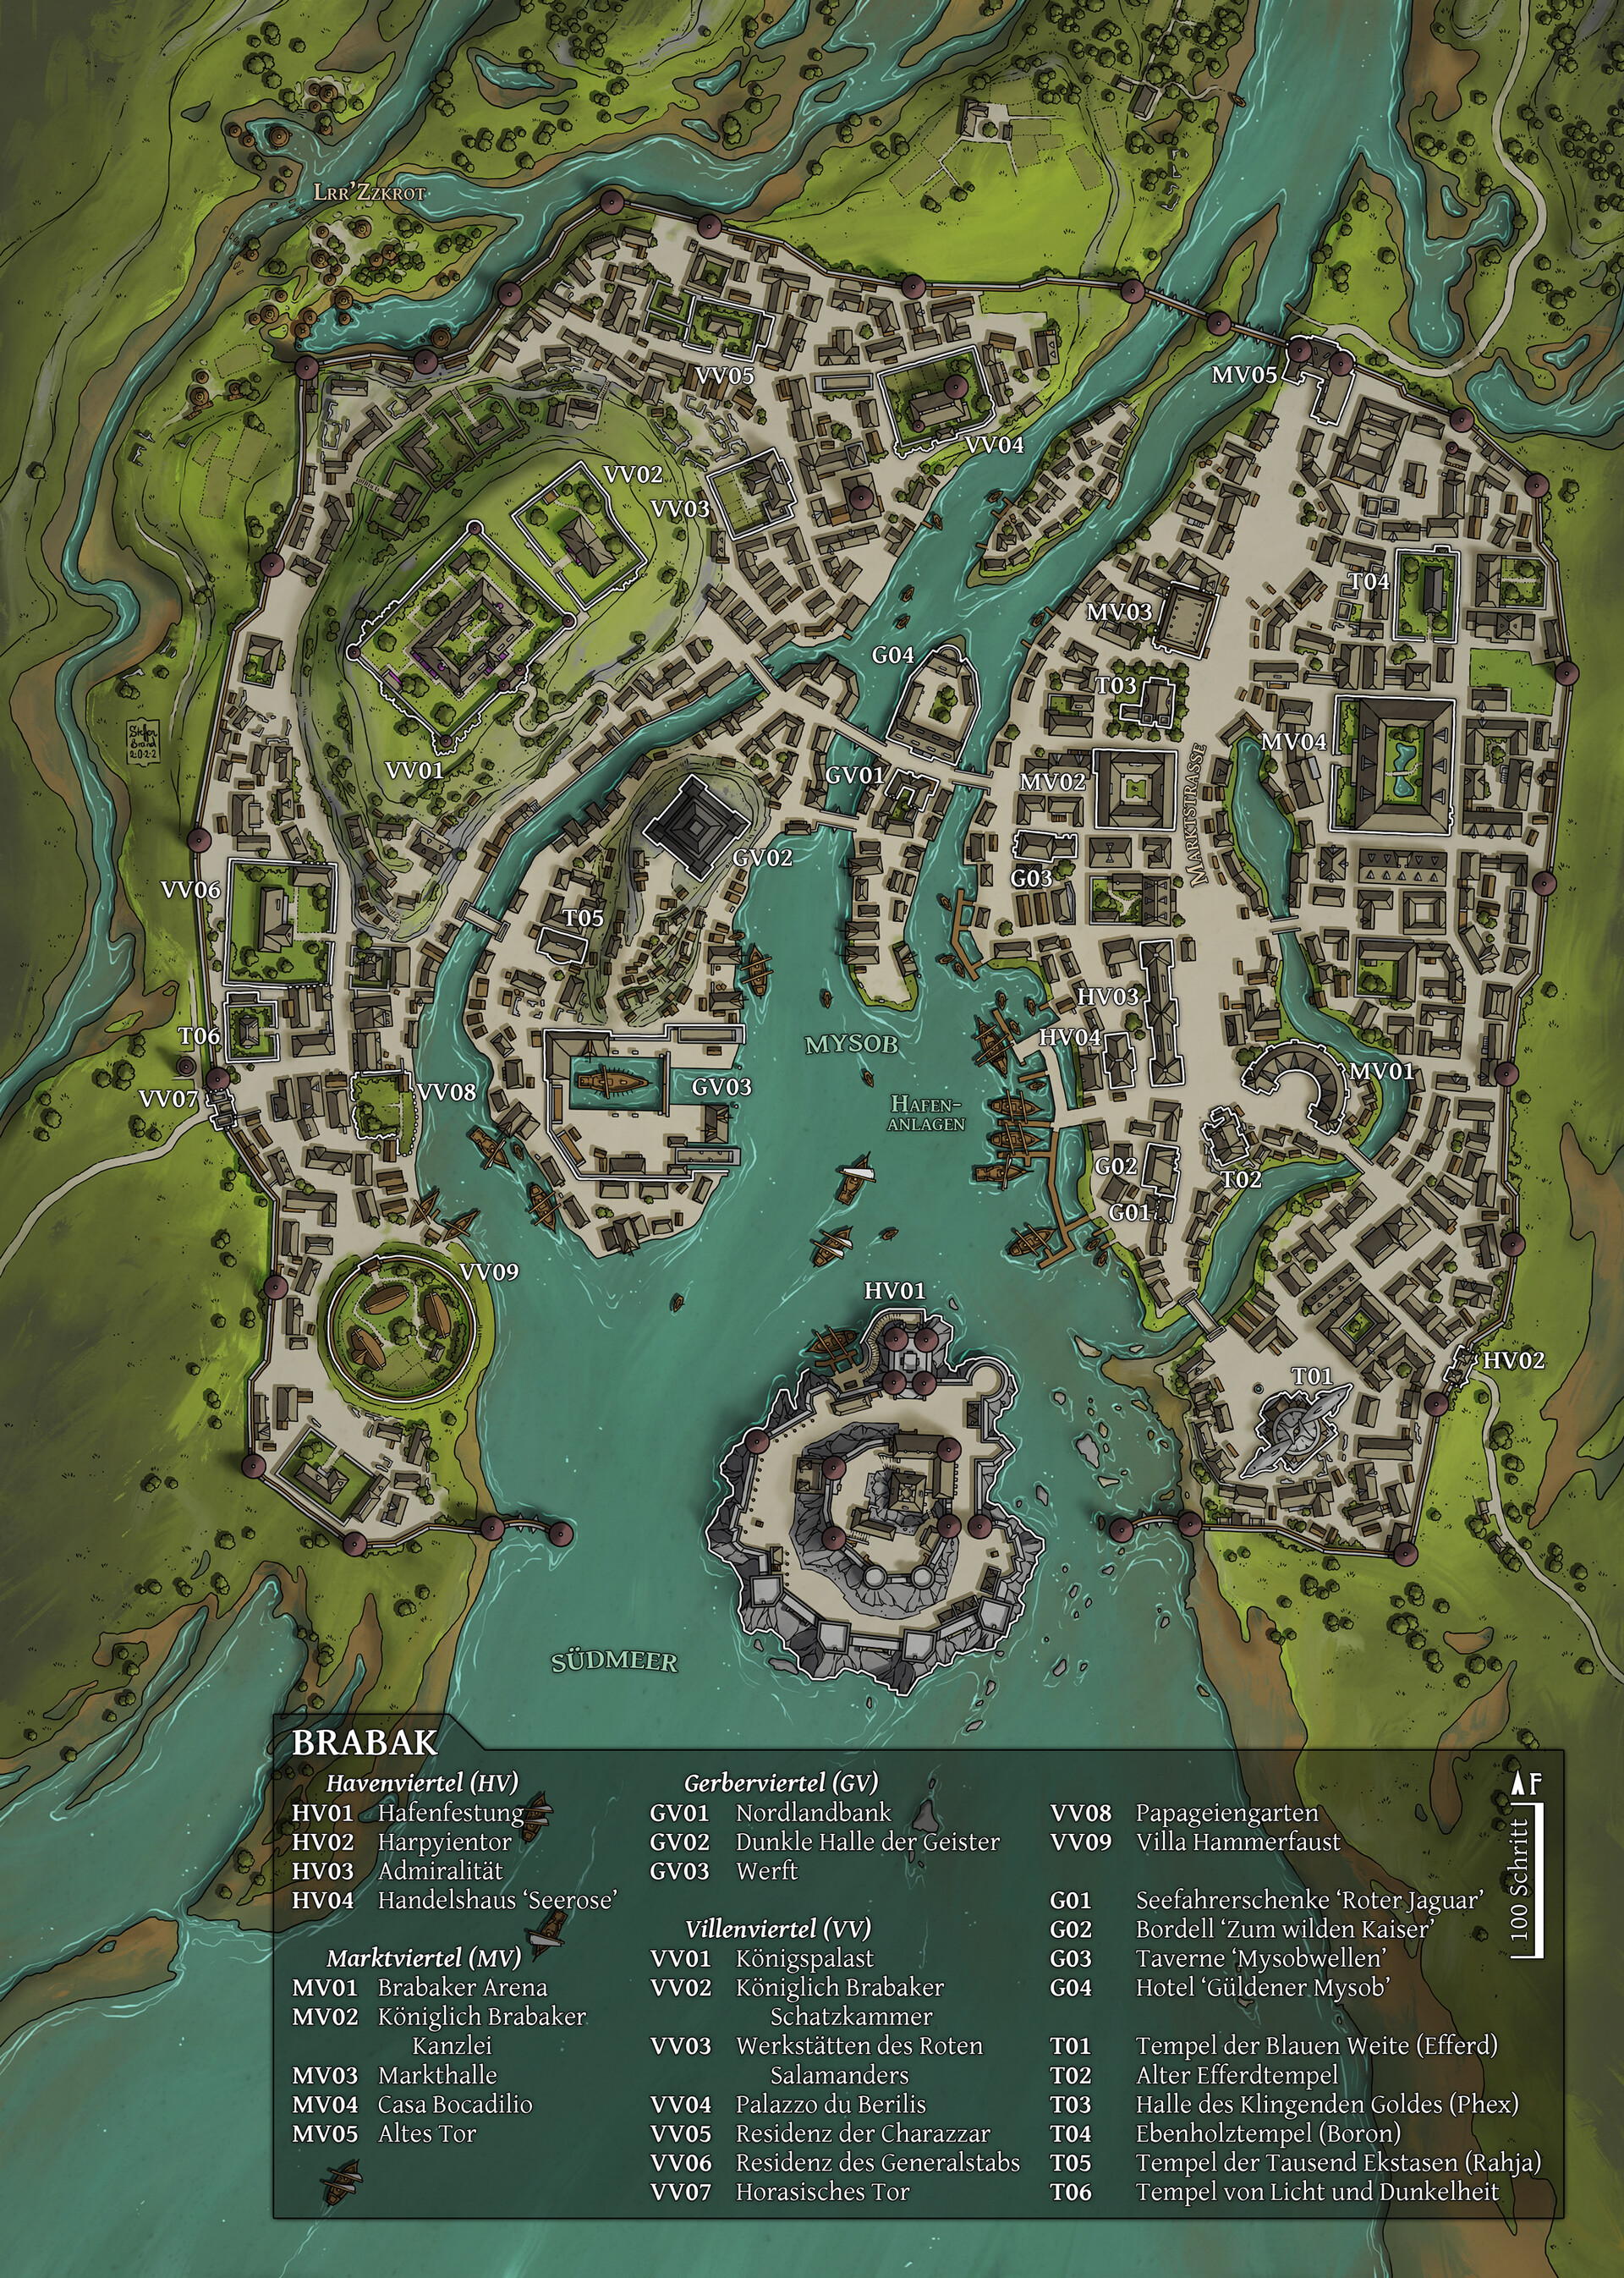 Lrr'Zzkrot
VV05
MV05
VV04
VV02
VV03
T04
MV03
G04
T03
Stefan
Brand
2022
VV01
MV04
GV01
MV02
MARKTSTRASSE
GV02
G03
VV06
T05
HV03
T06
MYSOB
HV04
MV01
VV07
VV08
GV03
HAFEN-
ANLAGEN
G02
T02
G01
VV09
HV01
HV02
T01
SÜDMEER
BRABAK
Havenviertel (HV)
HV01 Hafenfestung
HV02 Harpyientor
HV03 Admiralität
HV04 Handelshaus ‘Seerose’
Marktviertel (MV)
MV01 Brabaker Arena
MV02 Königlich Brabaker
Kanzlei
MV03 Markthalle
MV04 Casa Bocadilio
MV05 Altes Tor
Gerberviertel (GV)
GV01 Nordlandbank
GV02 Dunkle Halle der Geister
GV03 Werft
Villenviertel (VV)
VV01 Königspalast
VV02 Königlich Brabaker
Schatzkammer
VV03 Werkstätten des Roten
Salamanders
VV04 Palazzo du Berilis
VV05 Residenz der Charazzar
VV06 Residenz des Generalstabs
VV07 Horasisches Tor
VV08 Papageiengarten
VV09 Villa Hammerfaust
G01 Seefahrerschenke ‘Roter Jaguar’
G02 Bordell ‘Zum wilden Kaiser’
G03 Taverne ‘Mysobwellen’
G04 Hotel ‘Güldener Mysob’
T01 Tempel der Blauen Weite (Efferd)
T02 Alter Efferdtempel
T03 Halle des Klingenden Goldes (Phex)
T04 Ebenholztempel (Boron)
T05 Tempel der Tausend Ekstasen (Rahja)
T06 Tempel von Licht und Dunkelheit
F
100 Schritt